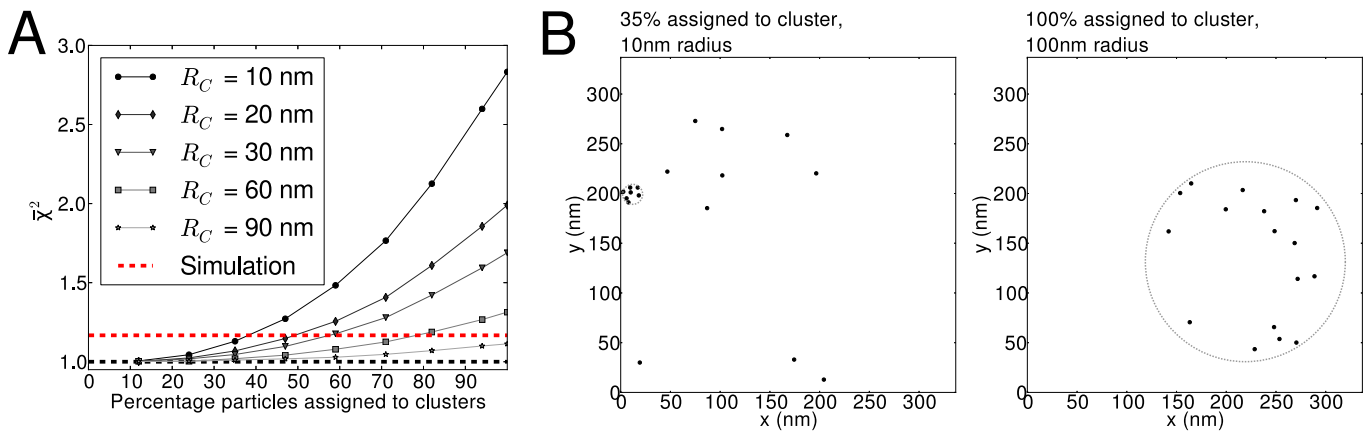 A
3.0
2.5
2.0
1.5
1.0
χ̄²
R_C = 10 nm
R_C = 20 nm
R_C = 30 nm
R_C = 60 nm
R_C = 90 nm
Simulation
0 10 20 30 40 50 60 70 80 90
Percentage particles assigned to clusters
B
35% assigned to cluster,
10nm radius
300
250
200
150
100
50
0
y (nm)
0 50 100 150 200 250 300
x (nm)
100% assigned to cluster,
100nm radius
300
250
200
150
100
50
0
y (nm)
0 50 100 150 200 250 300
x (nm)